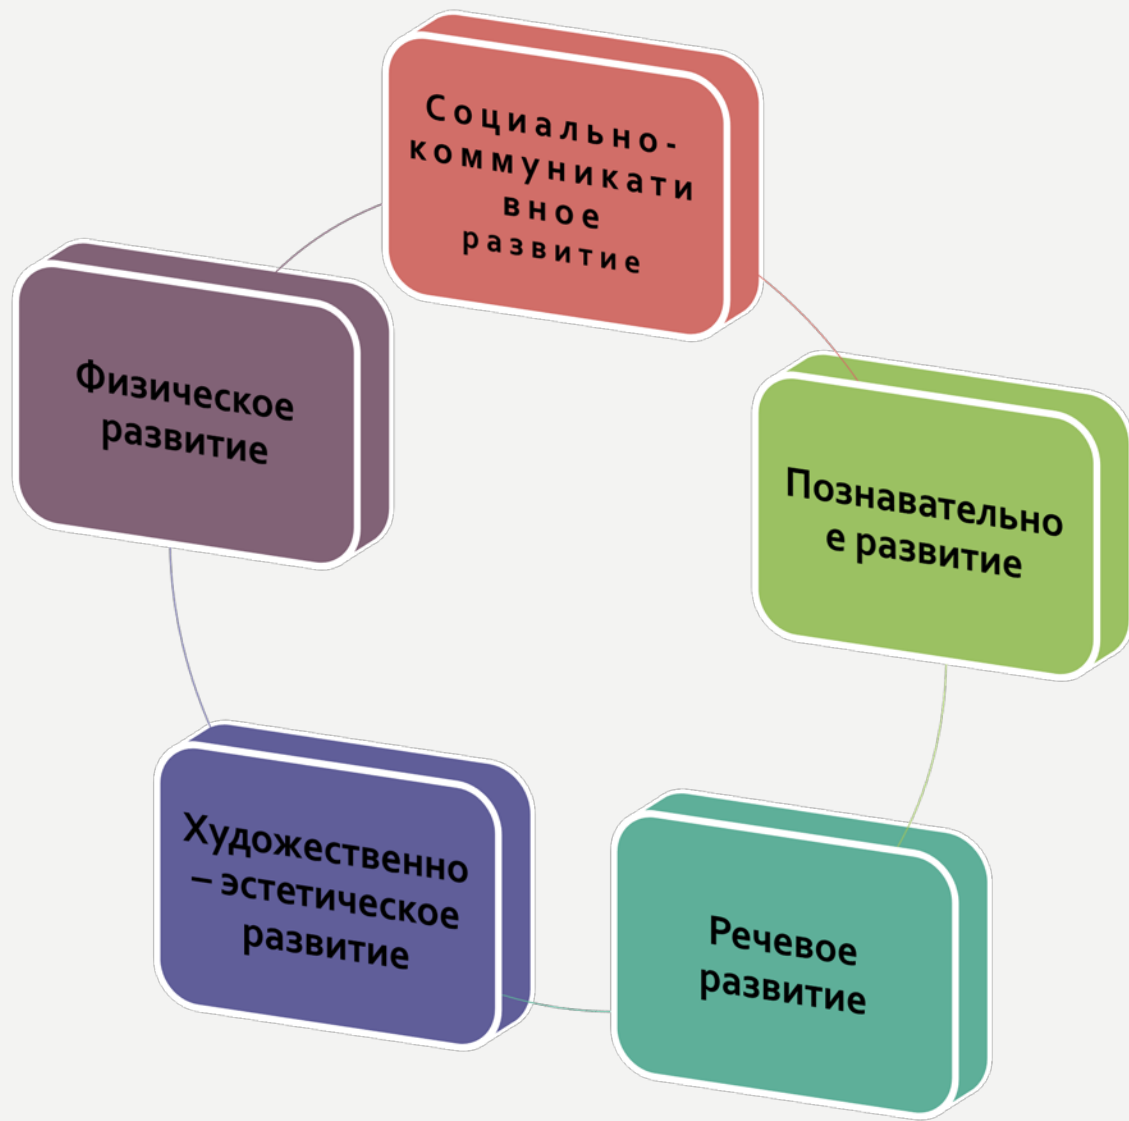 Социально-
коммуникати
вное
развитие
Физическое
развитие
Познавательно
е развитие
Художественно
– эстетическое
развитие
Речевое
развитие